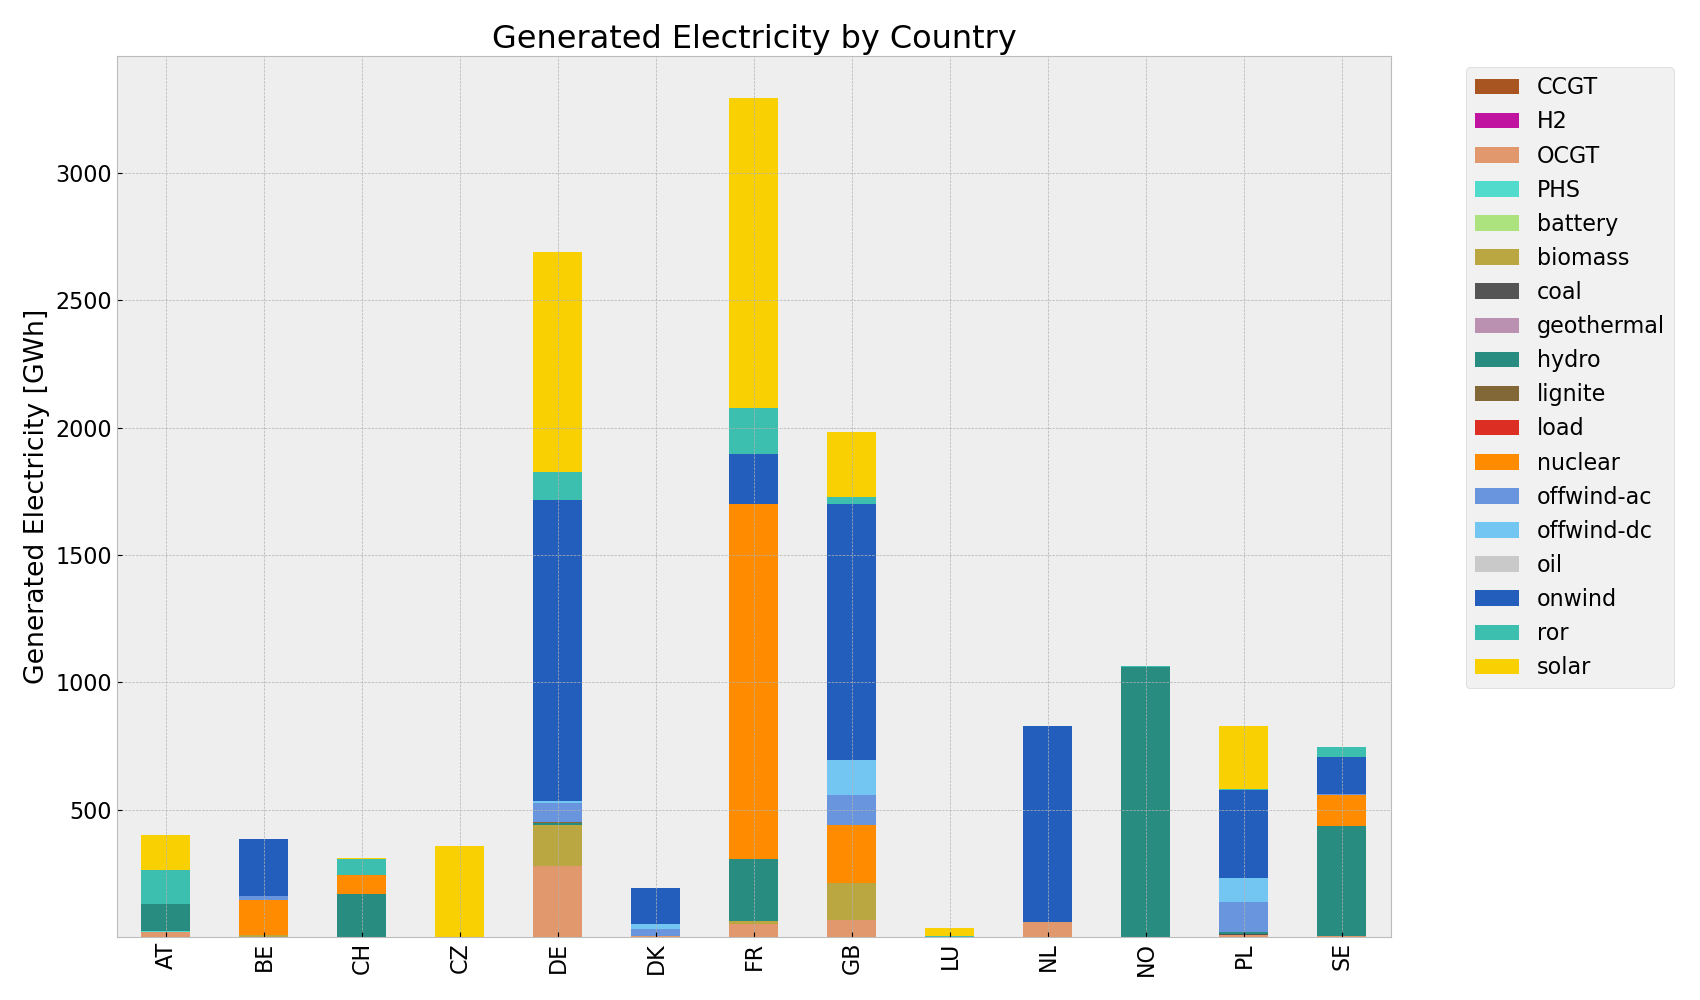 Generated Electricity by Country
Generated Electricity [GWh]
3000
2500
2000
1500
1000
500
AT
BE
CH
CZ
DE
DK
FR
GB
LU
NL
NO
PL
SE
CCGT
H2
OCGT
PHS
battery
biomass
coal
geothermal
hydro
lignite
load
nuclear
offwind-ac
offwind-dc
oil
onwind
ror
solar